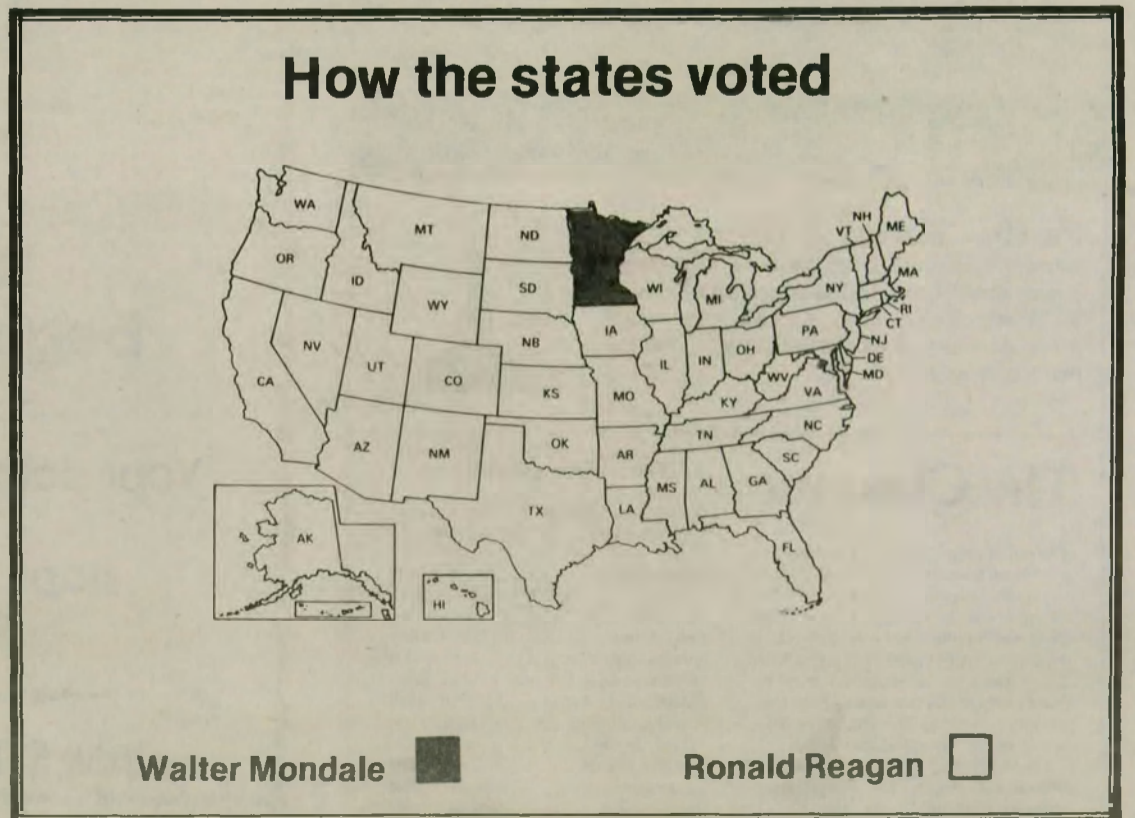 How the states voted
WA
MT
ND
OR
ID
SD
WY
NB
NV
UT
CO
CA
KS
AZ
NM
OK
TX
WI
MI
IA
IL
IN
OH
MO
KY
TN
AR
MS
AL
GA
LA
FL
SC
NC
VA
WV
PA
NY
VT
NH
ME
MA
RI
CT
NJ
DE
MD
AK
HI
Walter Mondale
Ronald Reagan